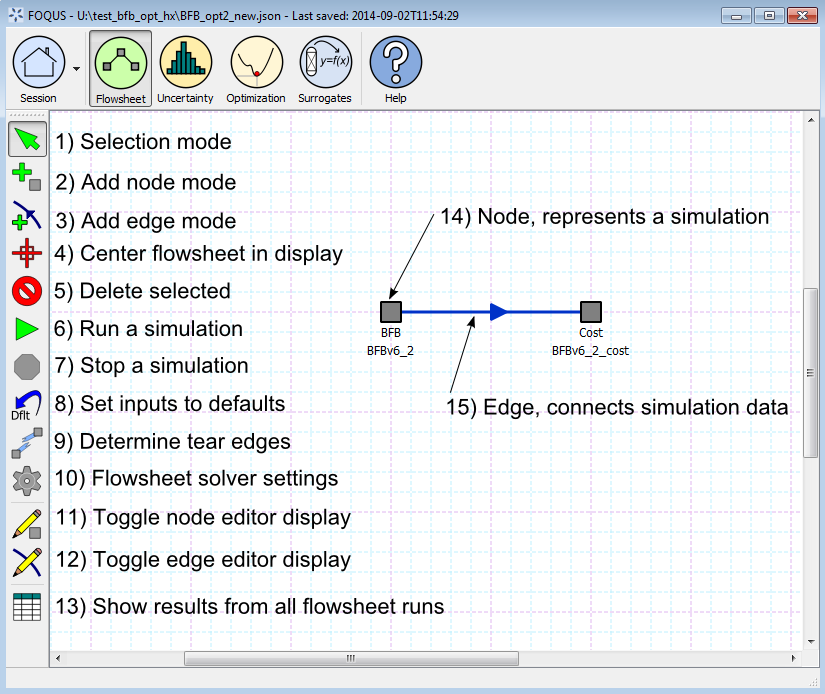 FOQUS - U:\test_bfb_opt_hx\BFB_opt2_new.json - Last saved: 2014-09-02T11:54:29
y=f(x)
Session
Flowsheet
Uncertainty
Optimization
Surrogates
Help
1) Selection mode
2) Add node mode
3) Add edge mode
4) Center flowsheet in display
5) Delete selected
6) Run a simulation
7) Stop a simulation
Dflt
8) Set inputs to defaults
9) Determine tear edges
10) Flowsheet solver settings
11) Toggle node editor display
12) Toggle edge editor display
13) Show results from all flowsheet runs
14) Node, represents a simulation
BFB
BFBv6_2
Cost
BFBv6_2_cost
15) Edge, connects simulation data